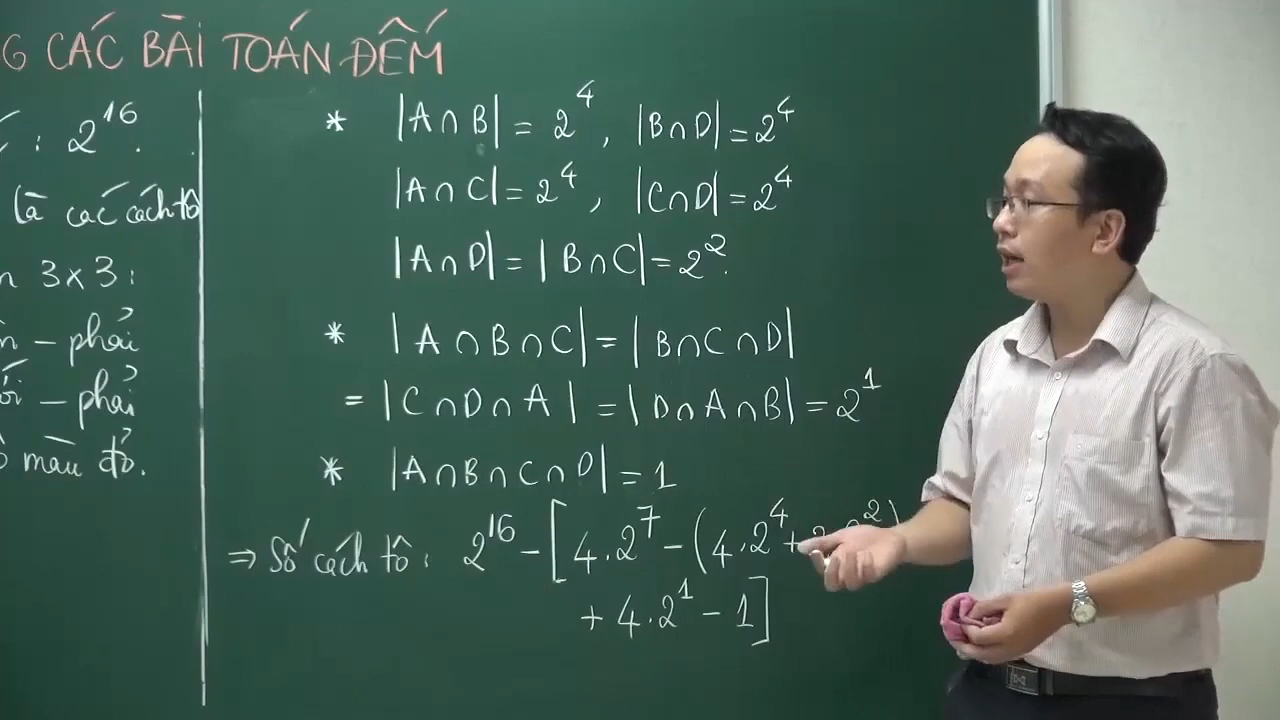 G CÁC BÀI TOÁN ĐẾM
: 2^16.
là các cách tô
3x3:
– phải
– phải
màu đỏ.
* |A∩B| = 2^4, |B∩D| = 2^4
|A∩C| = 2^4, |C∩D| = 2^4
|A∩D| = |B∩C| = 2^2.
* |A∩B∩C| = |B∩C∩D|
= |C∩D∩A| = |D∩A∩B| = 2^1
* |A∩B∩C∩D| = 1
⇒ Số cách tô: 2^16 – [4.2^7 – (4.2^4 +
+ 4.2^1 – 1]